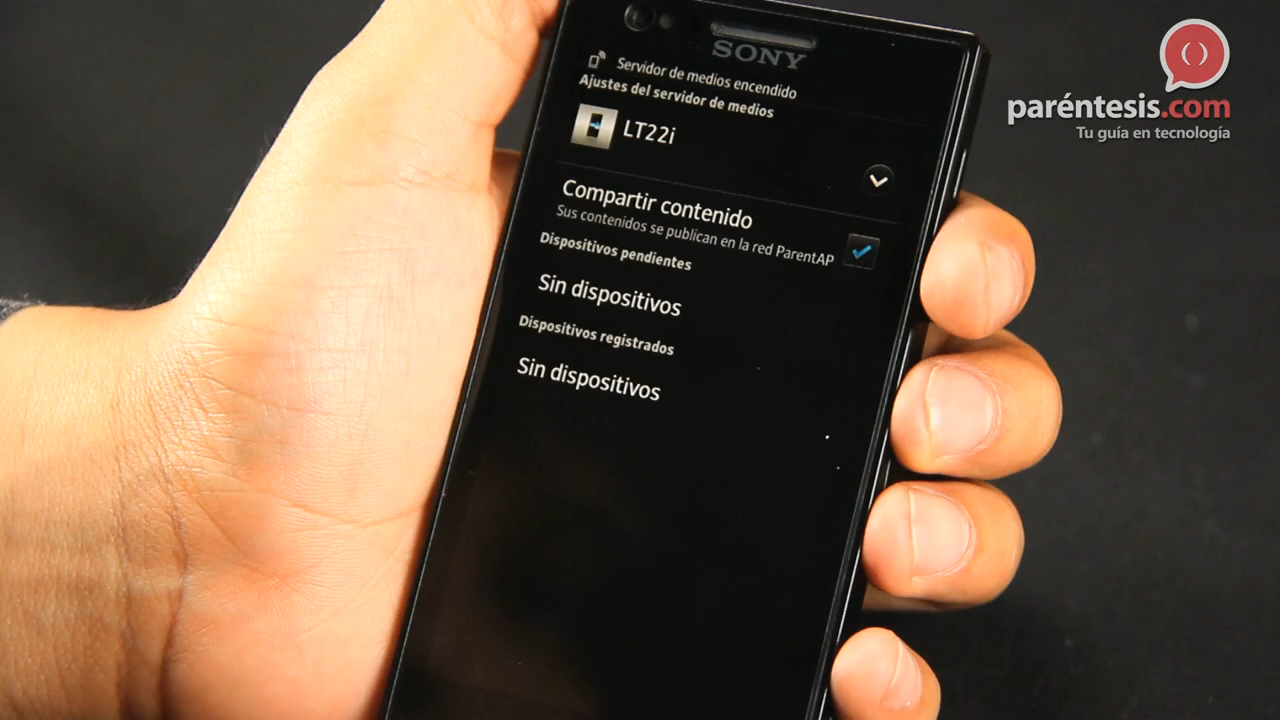 SONY
Servidor de medios encendido
Ajustes del servidor de medios
LT22i
Compartir contenido
Sus contenidos se publican en la red ParentAP
Dispositivos pendientes
Sin dispositivos
Dispositivos registrados
Sin dispositivos
paréntesis.com
Tu guía en tecnología